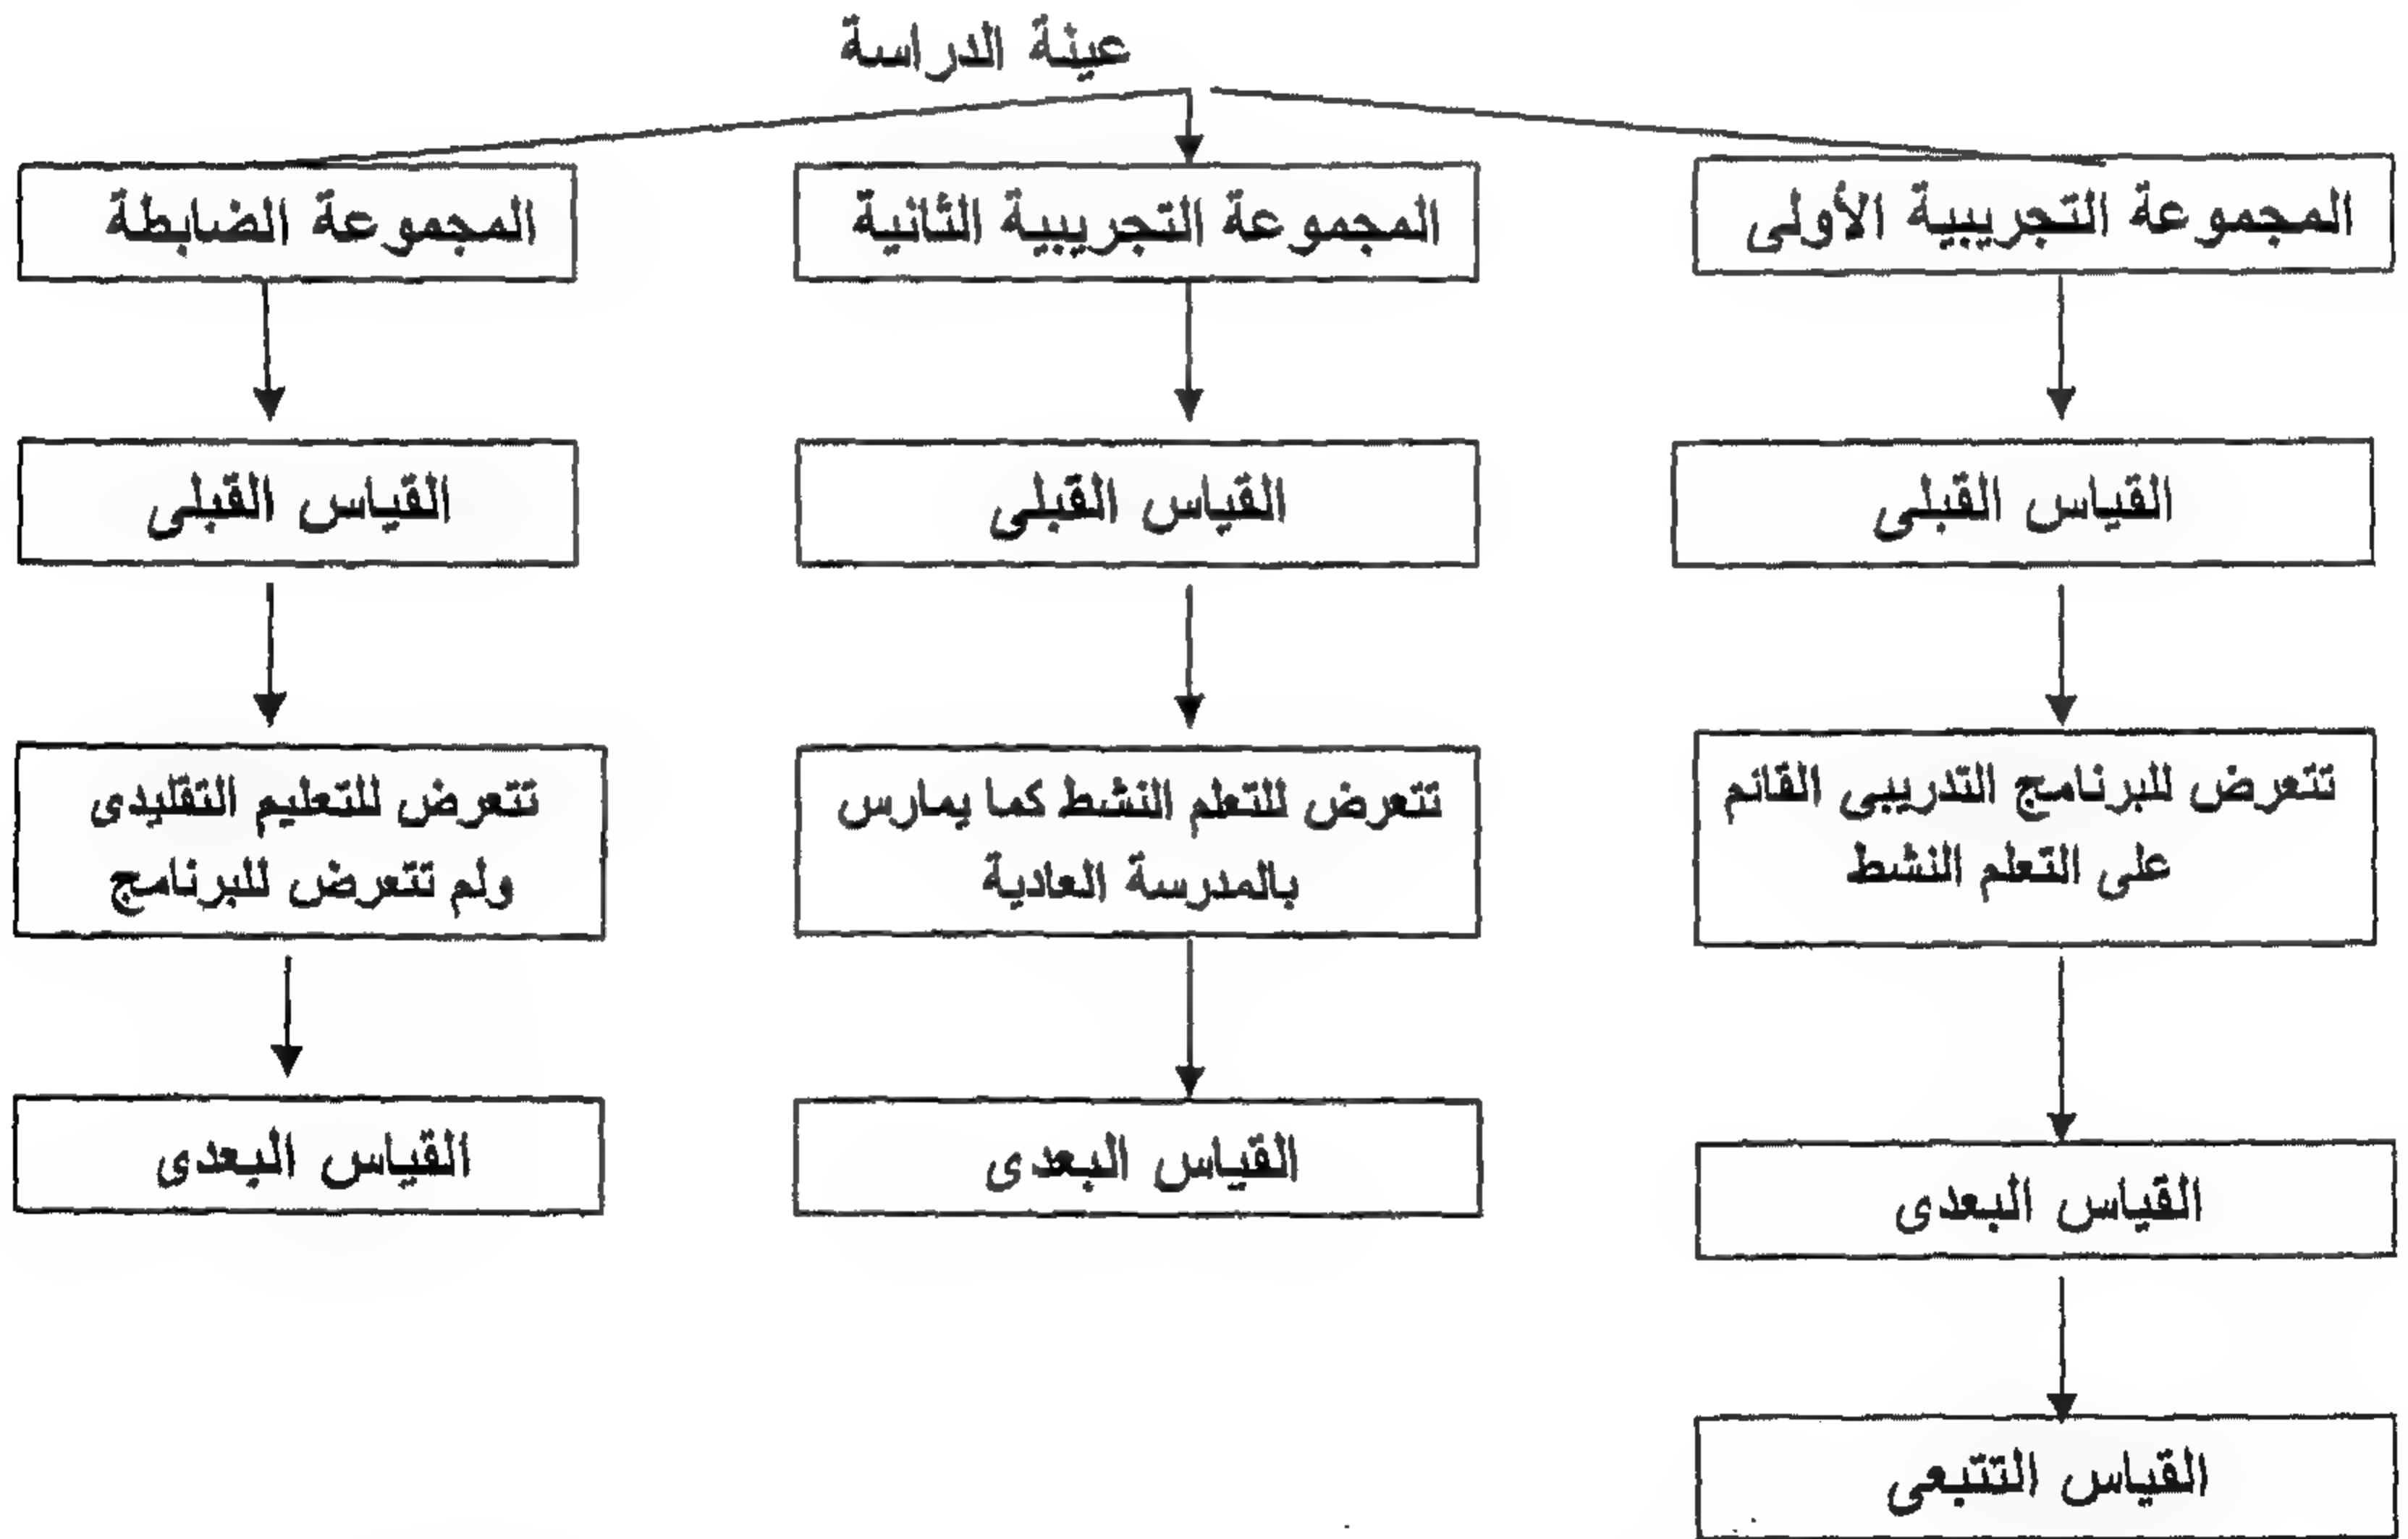 عينة الدراسة
المجموعة التجريبية الأولى
المجموعة التجريبية الثانية
المجموعة الضابطة
القياس القبلى
القياس القبلى
القياس القبلى
تتعرض للبرنامج التدريبى القائم
على التعلم النشط
تتعرض للتعلم النشط كما يمارس
بالمدرسة العادية
تتعرض للتعليم التقليدى
ولم تتعرض للبرنامج
القياس البعدى
القياس البعدى
القياس البعدى
القياس التتبعى